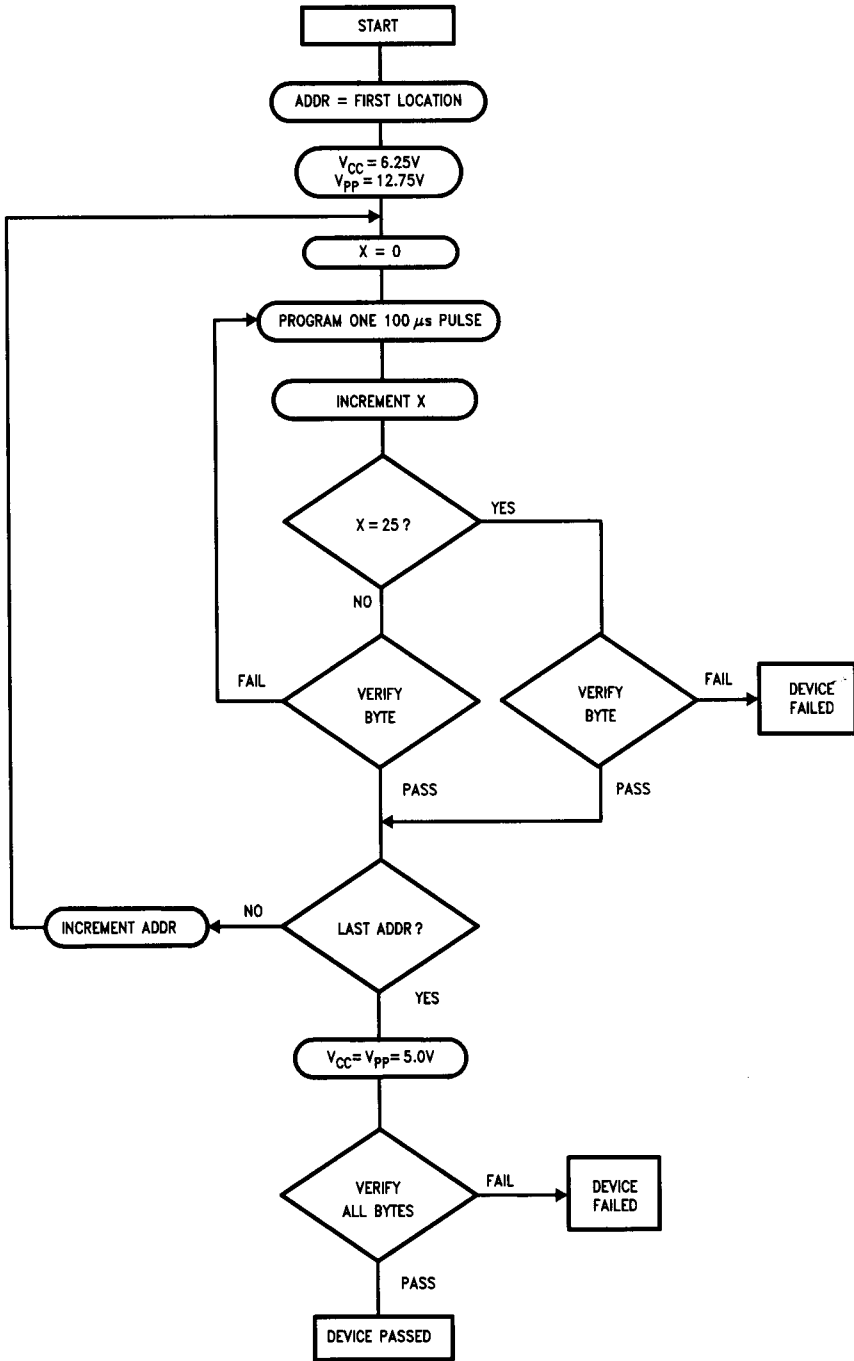 START
ADDR = FIRST LOCATION
VCC = 6.25V
VPP = 12.75V
X = 0
PROGRAM ONE 100 μs PULSE
INCREMENT X
X = 25 ?
YES
NO
VERIFY
BYTE
FAIL
PASS
VERIFY
BYTE
FAIL
PASS
DEVICE
FAILED
LAST ADDR ?
NO
INCREMENT ADDR
YES
VCC = VPP = 5.0V
VERIFY
ALL BYTES
FAIL
DEVICE
FAILED
PASS
DEVICE PASSED